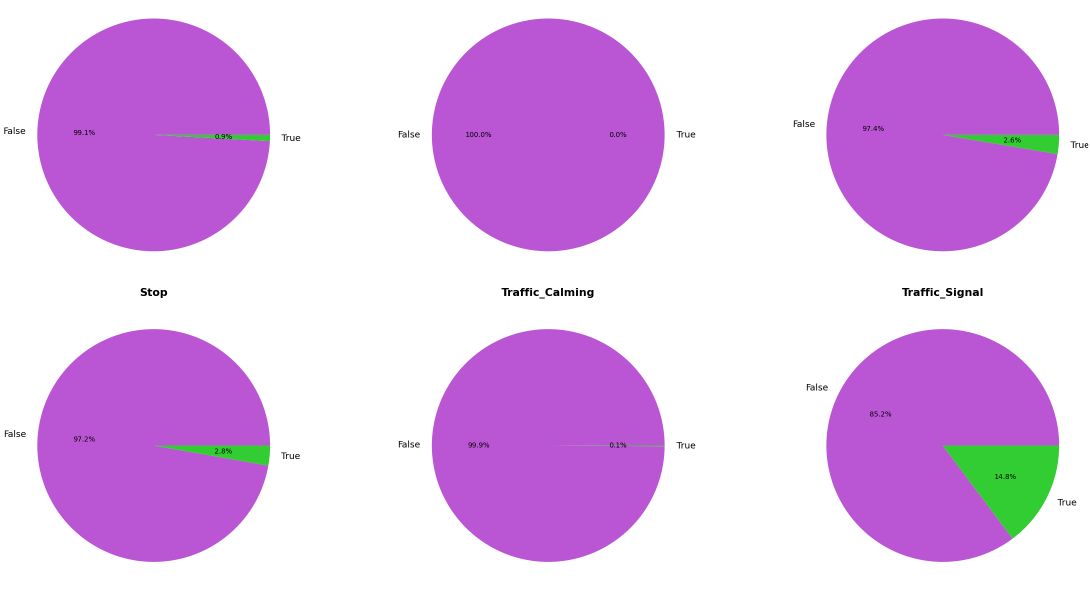 False 99.1% 0.9% True
False 100.0% 0.0% True
False 97.4% 2.6% True
Stop
Traffic_Calming
Traffic_Signal
False 97.2% 2.8% True
False 99.9% 0.1% True
False 85.2% 14.8% True